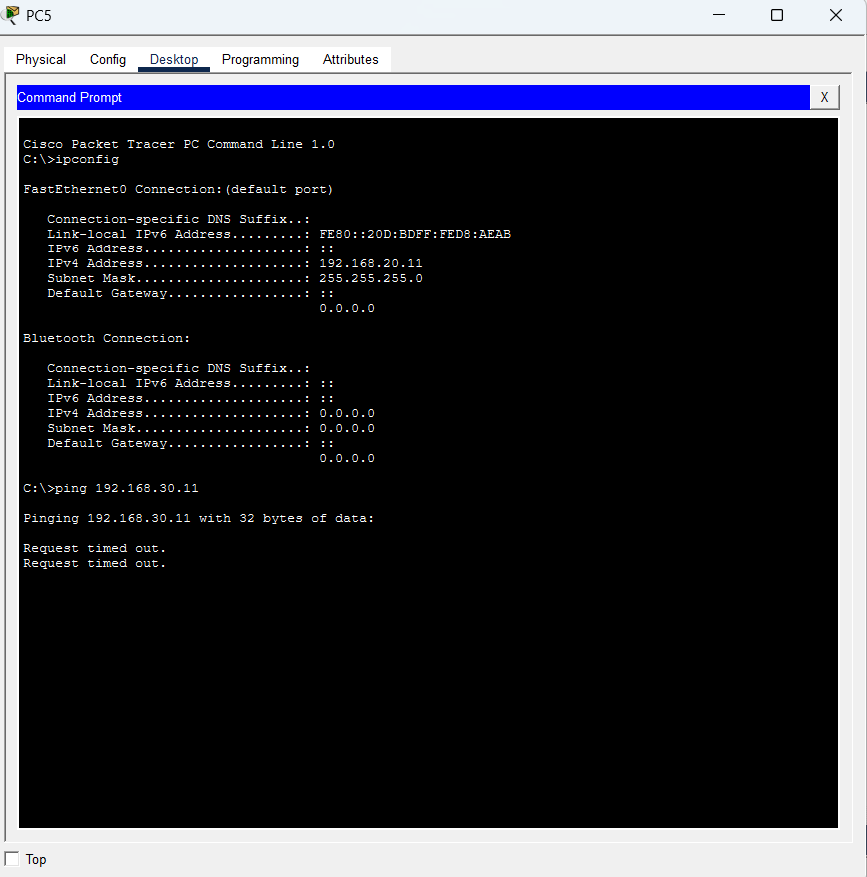 PC5
Physical Config Desktop Programming Attributes
Command Prompt X
Cisco Packet Tracer PC Command Line 1.0
C:\>ipconfig
FastEthernet0 Connection:(default port)
Connection-specific DNS Suffix..:
Link-local IPv6 Address.........: FE80::20D:BDFF:FED8:AEAB
IPv6 Address....................: ::
IPv4 Address....................: 192.168.20.11
Subnet Mask.....................: 255.255.255.0
Default Gateway.................: ::
0.0.0.0
Bluetooth Connection:
Connection-specific DNS Suffix..:
Link-local IPv6 Address.........: ::
IPv6 Address....................: ::
IPv4 Address....................: 0.0.0.0
Subnet Mask.....................: 0.0.0.0
Default Gateway.................: ::
0.0.0.0
C:\>ping 192.168.30.11
Pinging 192.168.30.11 with 32 bytes of data:
Request timed out.
Request timed out.
Top